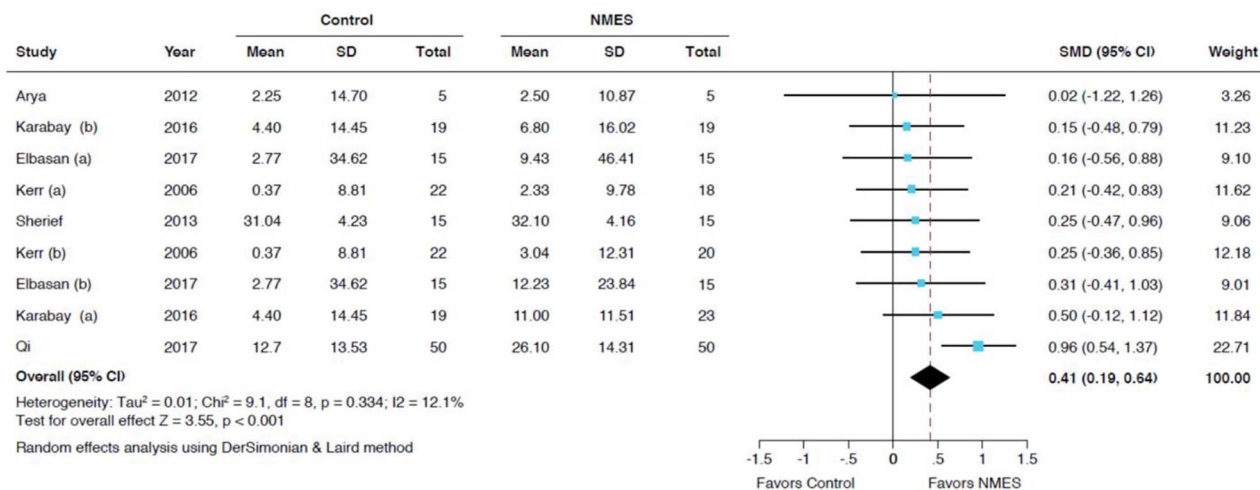 Control NMES
Study Year Mean SD Total Mean SD Total SMD (95% CI) Weight
Arya 2012 2.25 14.70 5 2.50 10.87 5 0.02 (-1.22, 1.26) 3.26
Karabay (b) 2016 4.40 14.45 19 6.80 16.02 19 0.15 (-0.48, 0.79) 11.23
Elbasan (a) 2017 2.77 34.62 15 9.43 46.41 15 0.16 (-0.56, 0.88) 9.10
Kerr (a) 2006 0.37 8.81 22 2.33 9.78 18 0.21 (-0.42, 0.83) 11.62
Sherief 2013 31.04 4.23 15 32.10 4.16 15 0.25 (-0.47, 0.96) 9.06
Kerr (b) 2006 0.37 8.81 22 3.04 12.31 20 0.25 (-0.36, 0.85) 12.18
Elbasan (b) 2017 2.77 34.62 15 12.23 23.84 15 0.31 (-0.41, 1.03) 9.01
Karabay (a) 2016 4.40 14.45 19 11.00 11.51 23 0.50 (-0.12, 1.12) 11.84
Qi 2017 12.7 13.53 50 26.10 14.31 50 0.96 (0.54, 1.37) 22.71
Overall (95% CI) 0.41 (0.19, 0.64) 100.00
Heterogeneity: Tau² = 0.01; Chi² = 9.1, df = 8, p = 0.334; I2 = 12.1%
Test for overall effect Z = 3.55, p < 0.001
Random effects analysis using DerSimonian & Laird method
-1.5 -1 -.5 0 .5 1 1.5
Favors Control Favors NMES